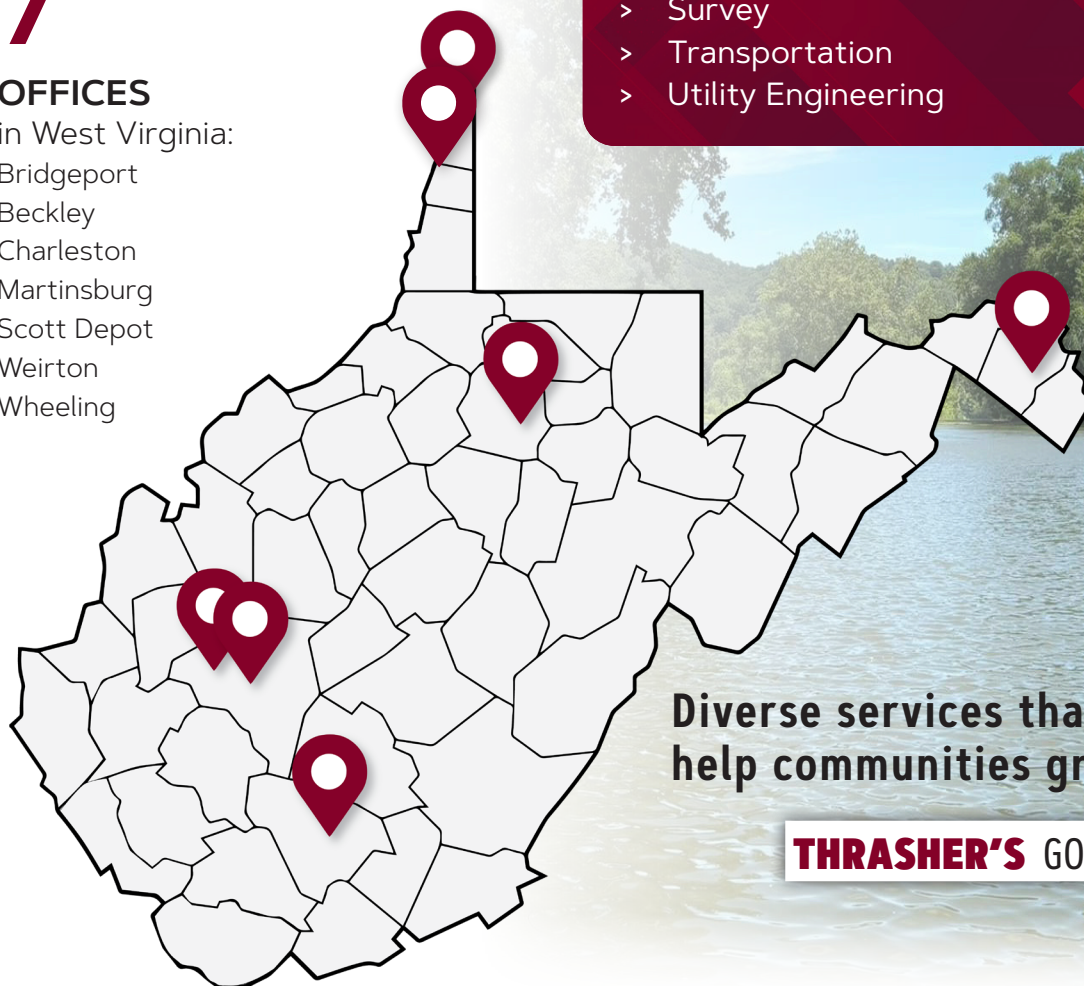 7
OFFICES
in West Virginia:
Bridgeport
Beckley
Charleston
Martinsburg
Scott Depot
Weirton
Wheeling
> Survey
> Transportation
> Utility Engineering
Diverse services tha
help communities gr
THRASHER'S GO